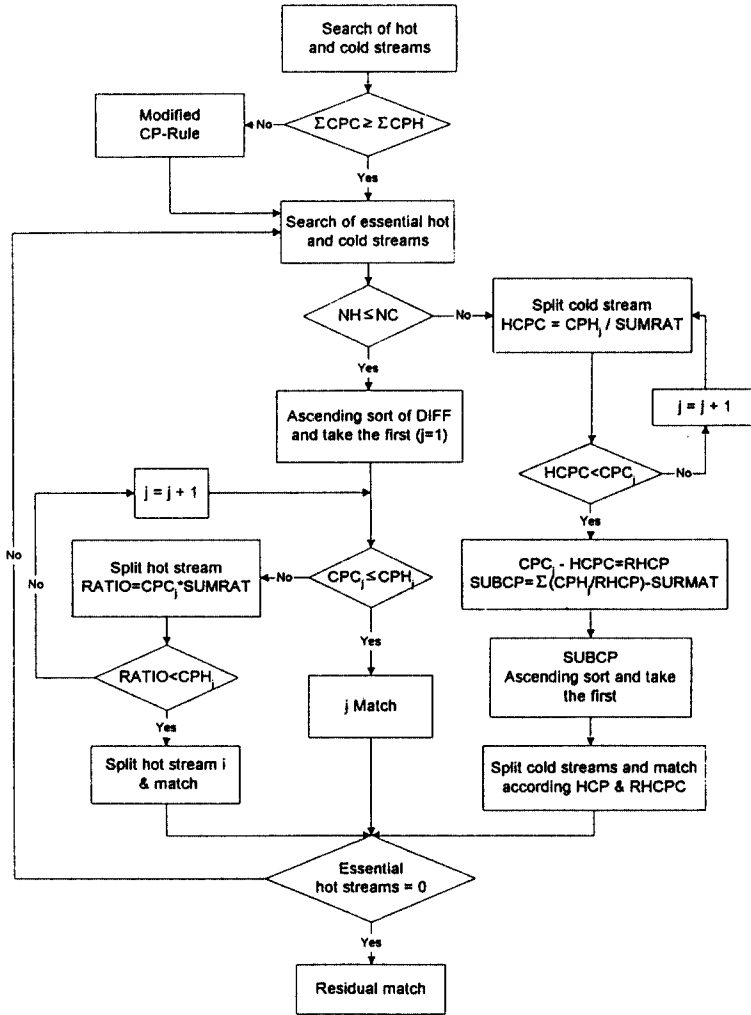 Search of hot
and cold streams
Modified
CP-Rule
No
ΣCPC ≥ ΣCPH
Yes
Search of essential hot
and cold streams
NH ≤ NC
No
Split cold stream
HCPC = CPHj / SUMRAT
Yes
j = j + 1
Ascending sort of DIFF
and take the first (j=1)
j = j + 1
HCPC<CPCj
No
Yes
No
No
Split hot stream
RATIO=CPCj*SUMRAT
No
CPCj ≤ CPHj
CPCj - HCPC=RHCP
SUBCP=Σ(CPHj/RHCP)-SURMAT
Yes
RATIO<CPHj
SUBCP
Ascending sort and take
the first
j Match
Yes
Split hot stream i
& match
Split cold streams and match
according HCP & RHCPC
Essential
hot streams = 0
Yes
Residual match